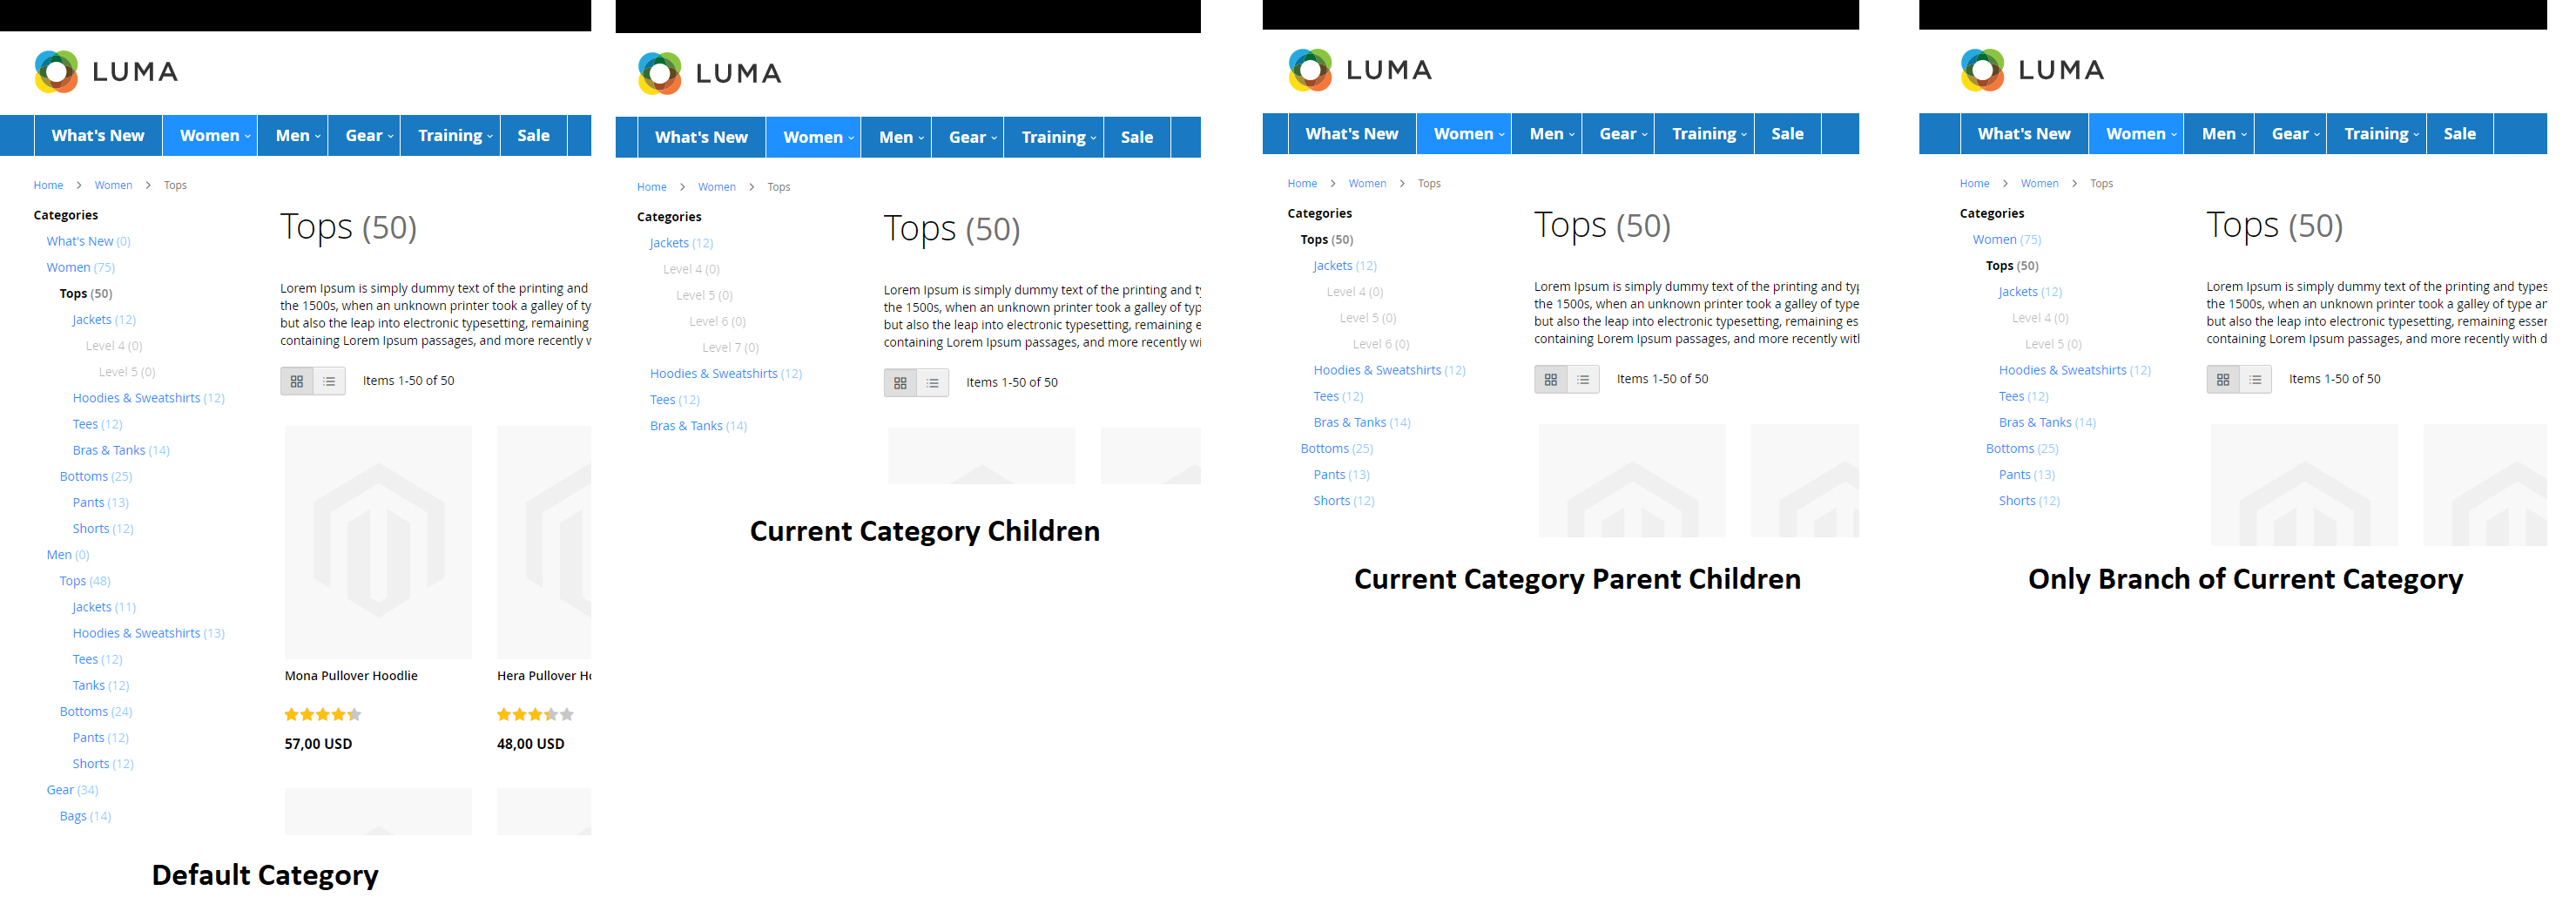 LUMA
What's New Women Men Gear Training Sale
Home > Women > Tops
Categories
What's New (0)
Women (75)
Tops (50)
Jackets (12)
Level 4 (0)
Level 5 (0)
Hoodies & Sweatshirts (12)
Tees (12)
Bras & Tanks (14)
Bottoms (25)
Pants (13)
Shorts (12)
Men (0)
Tops (48)
Jackets (11)
Hoodies & Sweatshirts (13)
Tees (12)
Tanks (12)
Bottoms (24)
Pants (12)
Shorts (12)
Gear (34)
Bags (14)
Tops (50)
Lorem Ipsum is simply dummy text of the printing and
the 1500s, when an unknown printer took a galley of ty
but also the leap into electronic typesetting, remaining
containing Lorem Ipsum passages, and more recently w
Items 1-50 of 50
Mona Pullover Hoodlie
57,00 USD
Hera Pullover Ho
48,00 USD
Default Category
LUMA
What's New Women Men Gear Training Sale
Home > Women > Tops
Categories
Jackets (12)
Level 4 (0)
Level 5 (0)
Level 6 (0)
Level 7 (0)
Hoodies & Sweatshirts (12)
Tees (12)
Bras & Tanks (14)
Tops (50)
Lorem Ipsum is simply dummy text of the printing and ty
the 1500s, when an unknown printer took a galley of typ
but also the leap into electronic typesetting, remaining e
containing Lorem Ipsum passages, and more recently wi
Items 1-50 of 50
Current Category Children
LUMA
What's New Women Men Gear Training Sale
Home > Women > Tops
Categories
Tops (50)
Jackets (12)
Level 4 (0)
Level 5 (0)
Level 6 (0)
Hoodies & Sweatshirts (12)
Tees (12)
Bras & Tanks (14)
Bottoms (25)
Pants (13)
Shorts (12)
Tops (50)
Lorem Ipsum is simply dummy text of the printing and typ
the 1500s, when an unknown printer took a galley of type
but also the leap into electronic typesetting, remaining es
containing Lorem Ipsum passages, and more recently witl
Items 1-50 of 50
Current Category Parent Children
LUMA
What's New Women Men Gear Training Sale
Home > Women > Tops
Categories
Women (75)
Tops (50)
Jackets (12)
Level 4 (0)
Level 5 (0)
Hoodies & Sweatshirts (12)
Tees (12)
Bras & Tanks (14)
Bottoms (25)
Pants (13)
Shorts (12)
Tops (50)
Lorem Ipsum is simply dummy text of the printing and types
the 1500s, when an unknown printer took a galley of type ar
but also the leap into electronic typesetting, remaining esser
containing Lorem Ipsum passages, and more recently with d
Items 1-50 of 50
Only Branch of Current Category